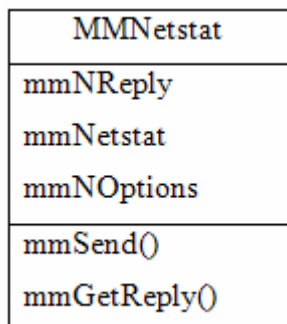 MMNetstat
mmNReply
mmNetstat
mmNOptions
mmSend()
mmGetReply()